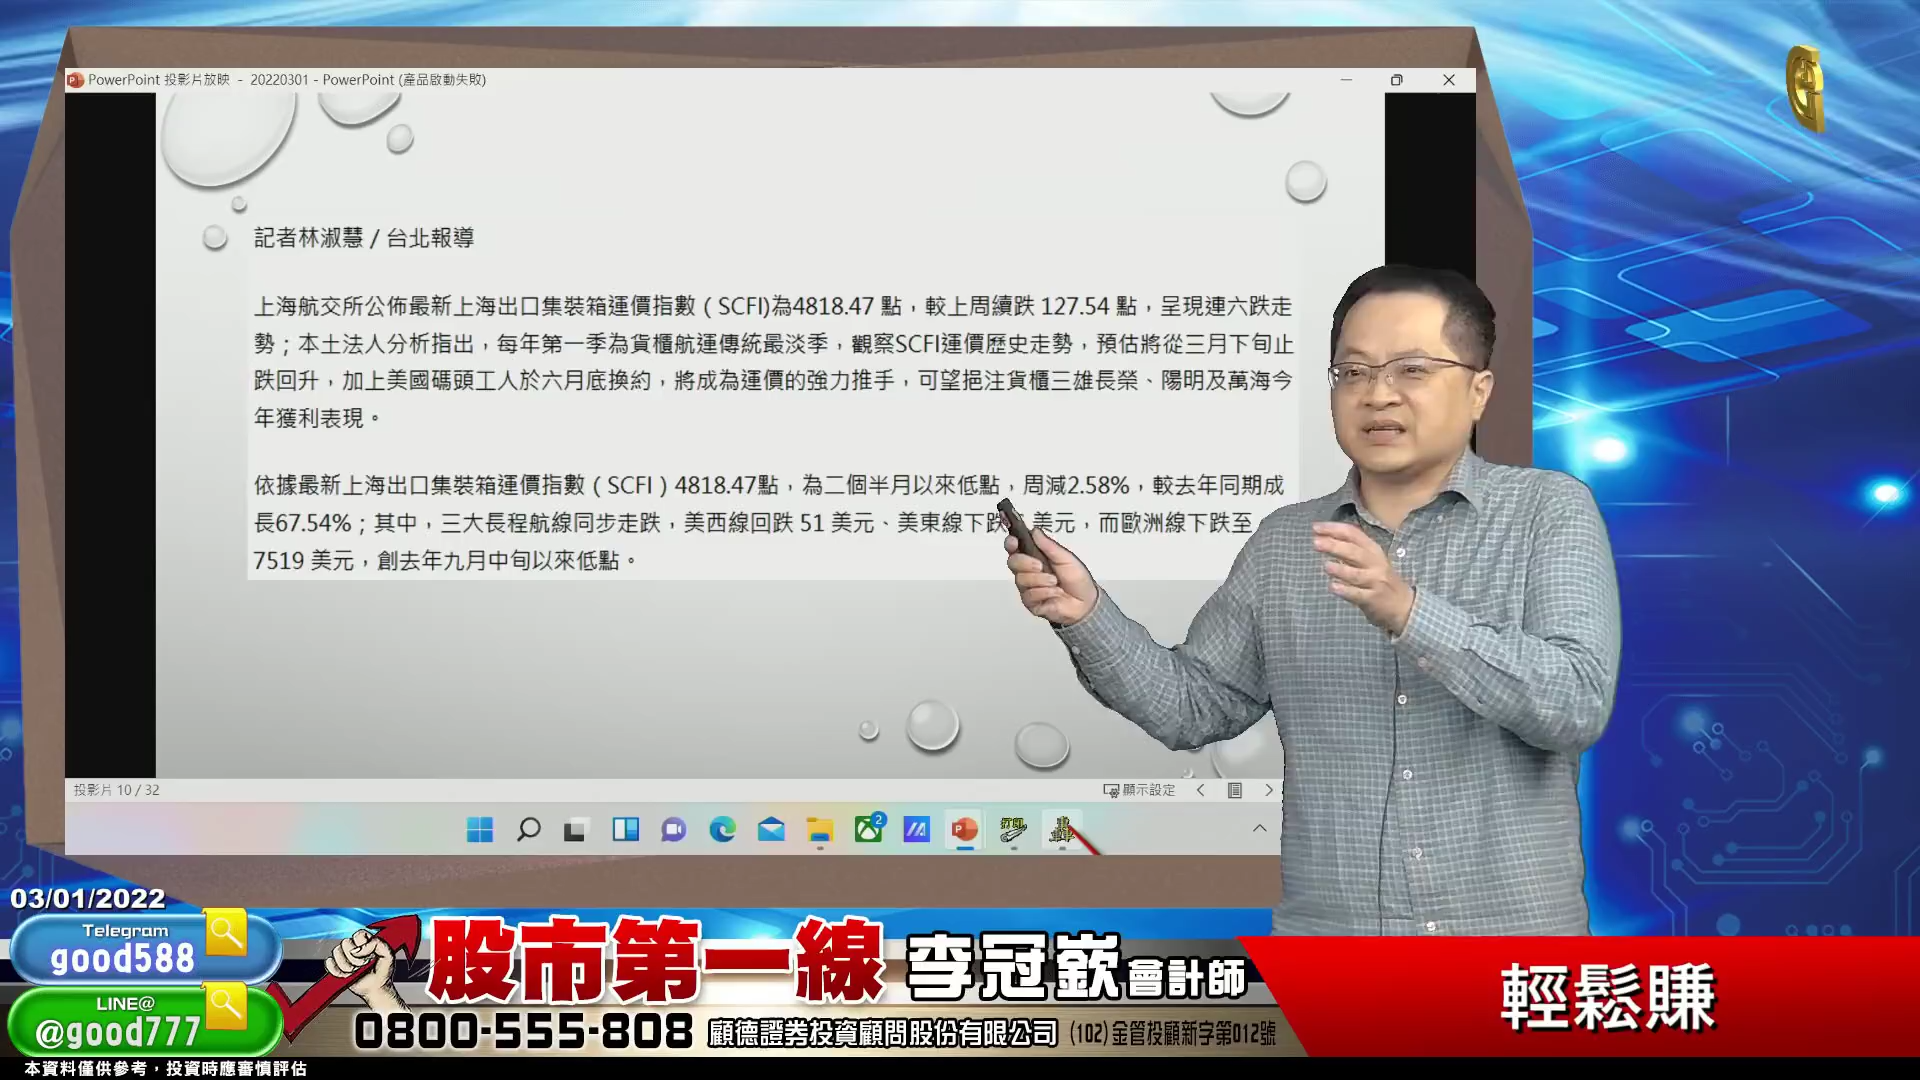 PowerPoint 投影片放映 - 20220301 - PowerPoint (產品啟動失敗)
記者林淑慧 / 台北報導
上海航交所公佈最新上海出口集裝箱運價指數 ( SCFI)為4818.47 點，較上周續跌 127.54 點，呈現連六跌走
勢；本土法人分析指出，每年第一季為貨櫃航運傳統最淡季，觀察SCFI運價歷史走勢，預估將從三月下旬止
跌回升，加上美國碼頭工人於六月底換約，將成為運價的強力推手，可望挹注貨櫃三雄長榮、陽明及萬海今
年獲利表現。
依據最新上海出口集裝箱運價指數 ( SCFI ) 4818.47點，為二個半月以來低點，周減2.58%，較去年同期成
長67.54%；其中，三大長程航線同步走跌，美西線回跌 51 美元、美東線下跌 美元，而歐洲線下跌至
7519 美元，創去年九月中旬以來低點。
投影片 10 / 32
顯示設定
2
打印
03/01/2022
Telegram
good588
LINE@
@good777
股市第一線 李冠嶔 會計師
0800-555-808 顧德證券投資顧問股份有限公司 (102)金管投顧新字第012號
輕鬆賺
本資料僅供參考，投資時應審慎評估